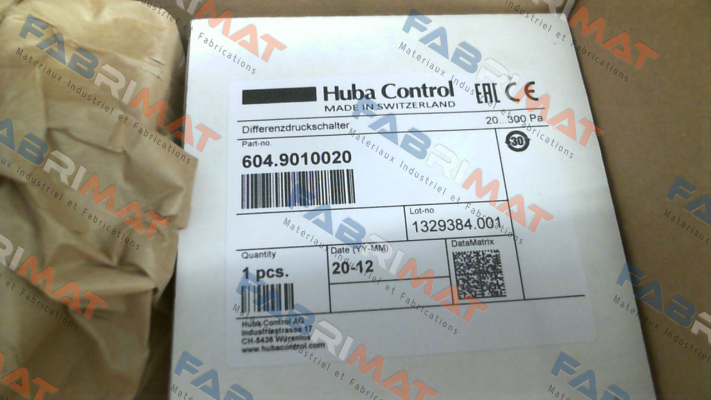 Huba Control
MADE IN SWITZERLAND
EAC CE
Differenzdruckschalter 20...300 Pa
Part-no.
604.9010020
30
Lot-no
1329384.001
Quantity
1 pcs.
Date (YY-MM)
20-12
DataMatrix
Huba Control AG
Industriestrasse 17
CH-5436 Würenlos
www.hubacontrol.com
FABRIMAT
Materiaux Industriel et Fabrications